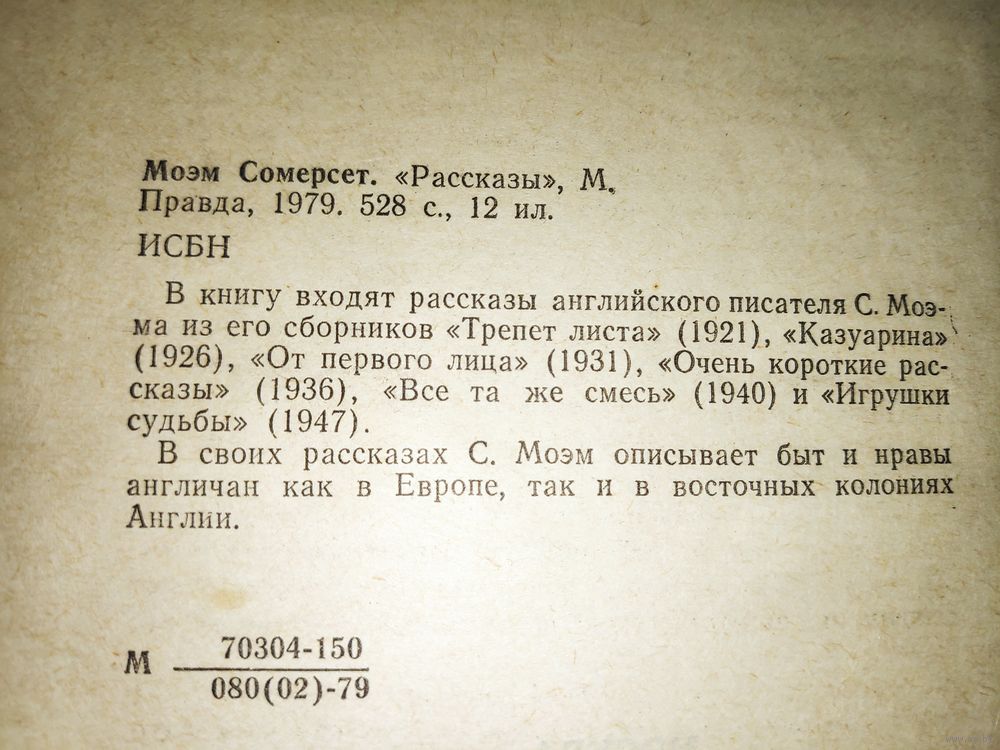 Моэм Сомерсет. «Рассказы», М.
Правда, 1979. 528 с., 12 ил.
ИСБН
В книгу входят рассказы английского писателя С. Моэ-
ма из его сборников «Трепет листа» (1921), «Казуарина»
(1926), «От первого лица» (1931), «Очень короткие рас-
сказы» (1936), «Все та же смесь» (1940) и «Игрушки
судьбы» (1947).
В своих рассказах С. Моэм описывает быт и нравы
англичан как в Европе, так и в восточных колониях
Англии.
70304-150
М
080(02)-79